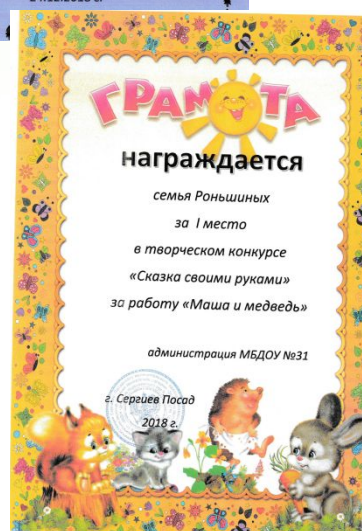 ГРАМОТА
награждается
семья Роньшиных
за I место
в творческом конкурсе
«Сказка своими руками»
за работу «Маша и медведь»
администрация МБДОУ №31
г. Сергиев Посад
2018 г.